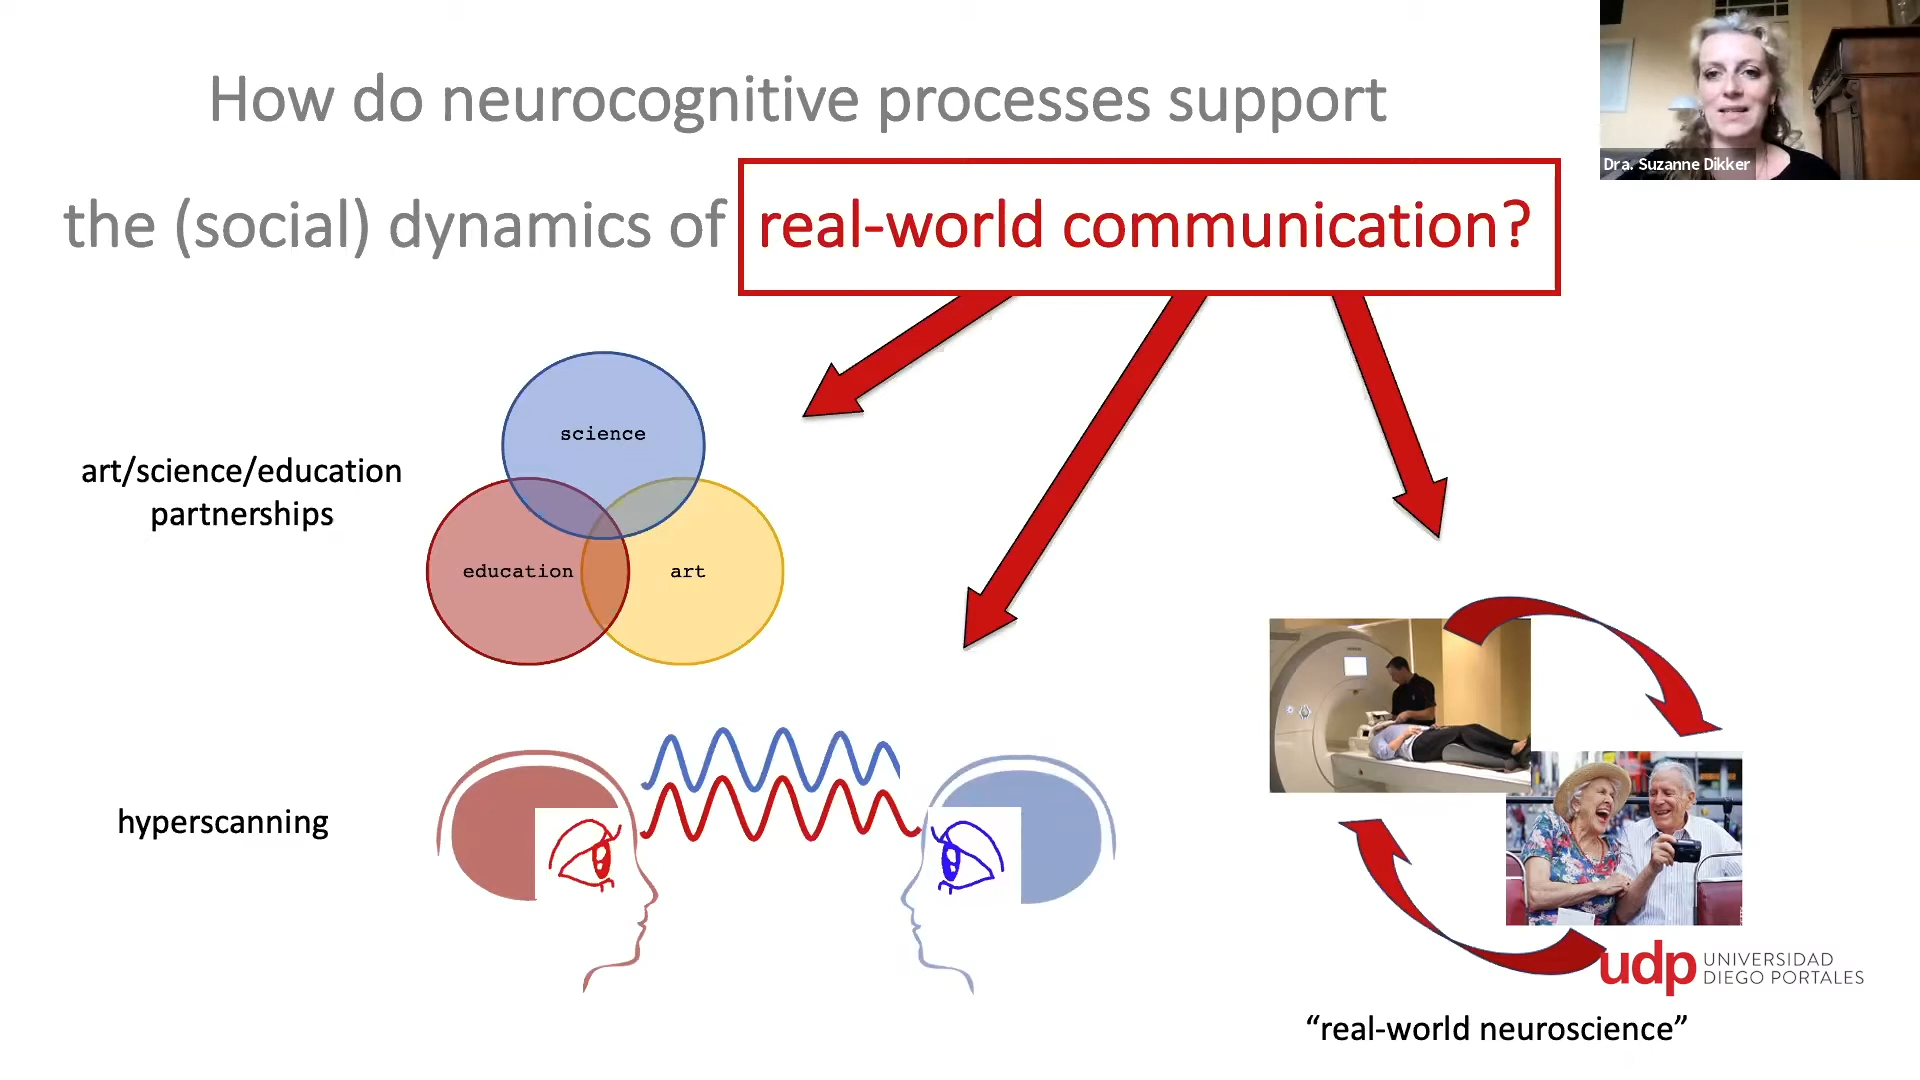 How do neurocognitive processes support
the (social) dynamics of real-world communication?
Dra. Suzanne Dikker
science
art/science/education
partnerships
education
art
hyperscanning
udp UNIVERSIDAD
DIEGO PORTALES
“real-world neuroscience”